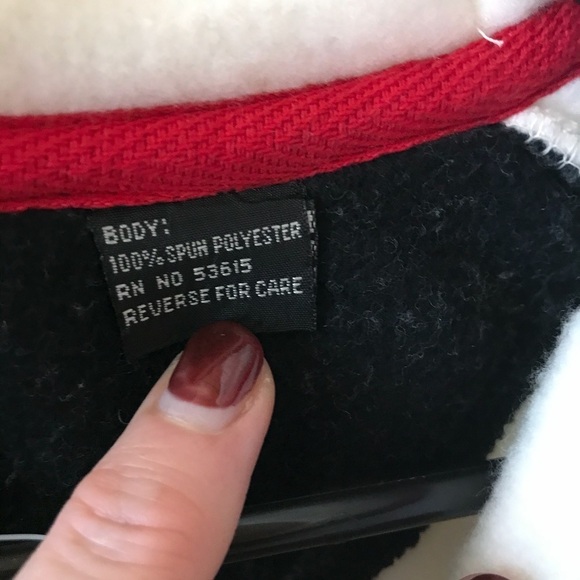 BODY:
100% SPUN POLYESTER
RN NO 53615
REVERSE FOR CARE